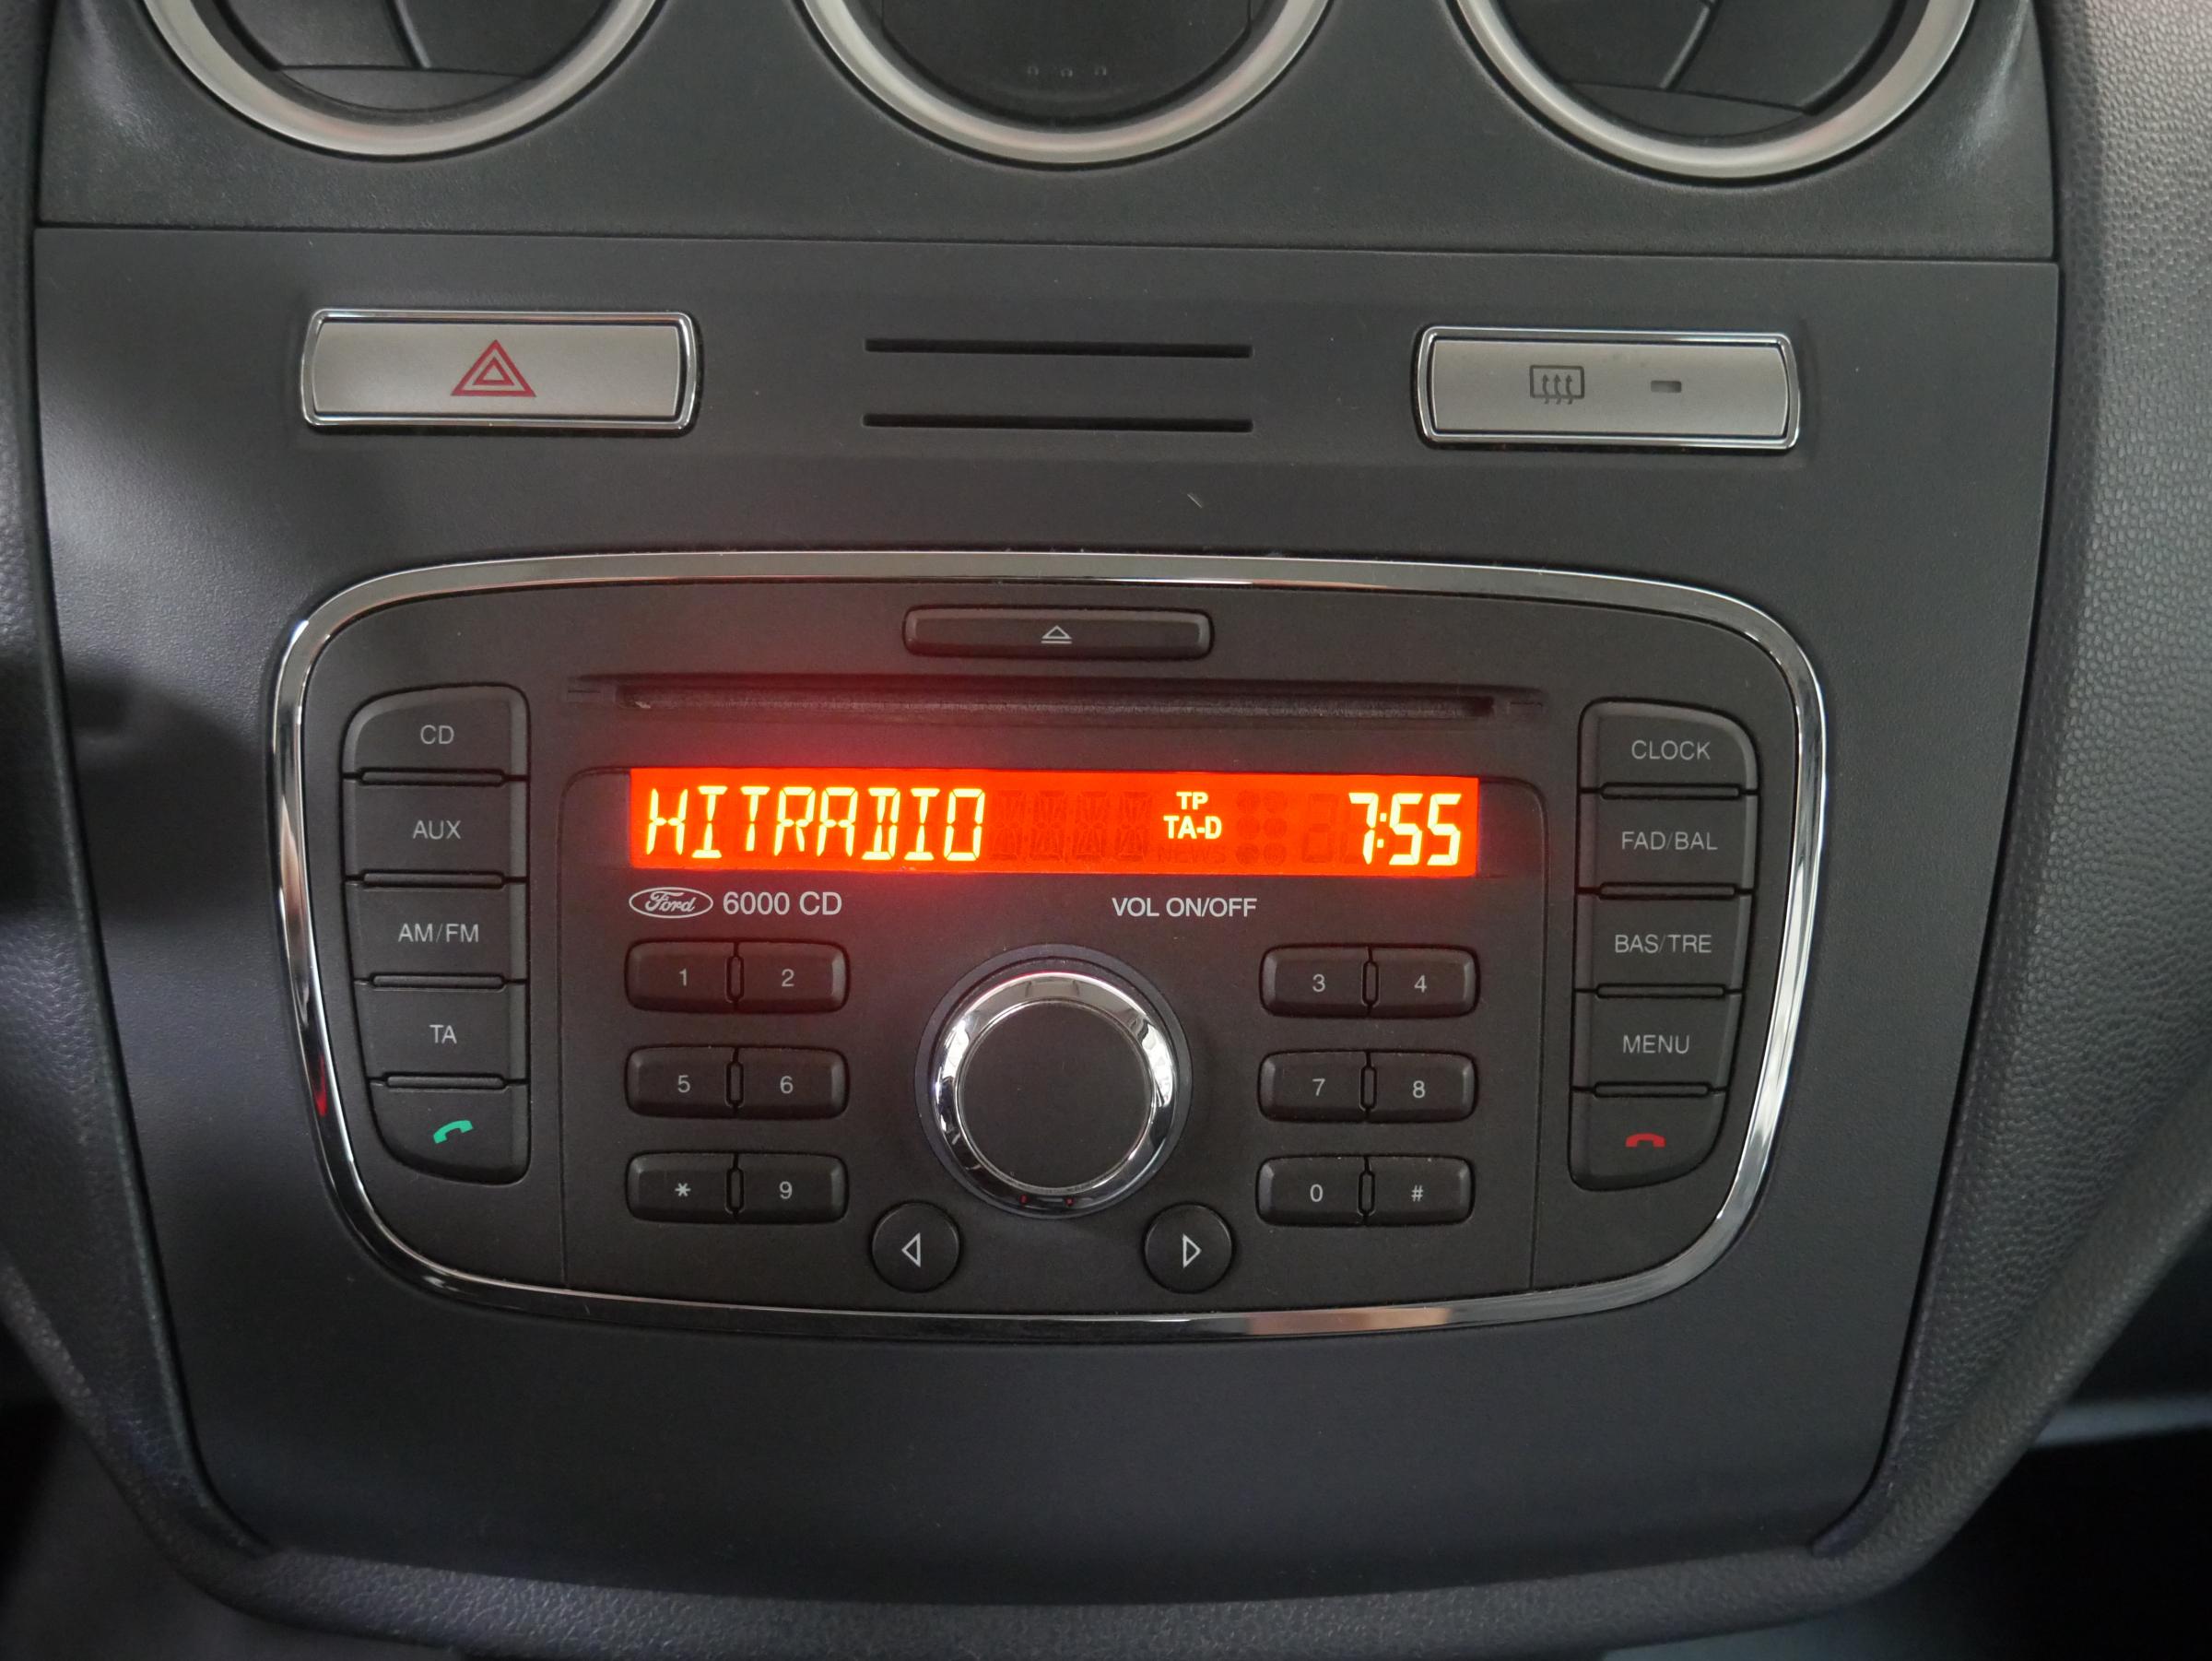 CD
AUX
AM/FM
TA
HITRADIO TP TA-D 7:55
Ford 6000 CD
VOL ON/OFF
1 2
5 6
* 9
3 4
7 8
0 #
CLOCK
FAD/BAL
BAS/TRE
MENU